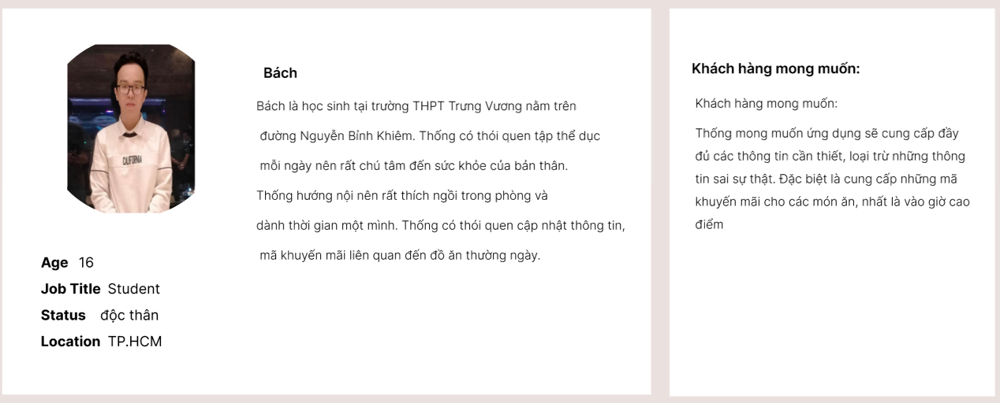 Bách
Bách là học sinh tại trường THPT Trưng Vương nằm trên
đường Nguyễn Bỉnh Khiêm. Thống có thói quen tập thể dục
mỗi ngày nên rất chú tâm đến sức khỏe của bản thân.
Thống hướng nội nên rất thích ngồi trong phòng và
dành thời gian một mình. Thống có thói quen cập nhật thông tin,
mã khuyến mãi liên quan đến đồ ăn thường ngày.
CALIFORNIA
Age 16
Job Title Student
Status độc thân
Location TP.HCM
Khách hàng mong muốn:
Khách hàng mong muốn:
Thống mong muốn ứng dụng sẽ cung cấp đầy
đủ các thông tin cần thiết, loại trừ những thông
tin sai sự thật. Đặc biệt là cung cấp những mã
khuyến mãi cho các món ăn, nhất là vào giờ cao
điểm